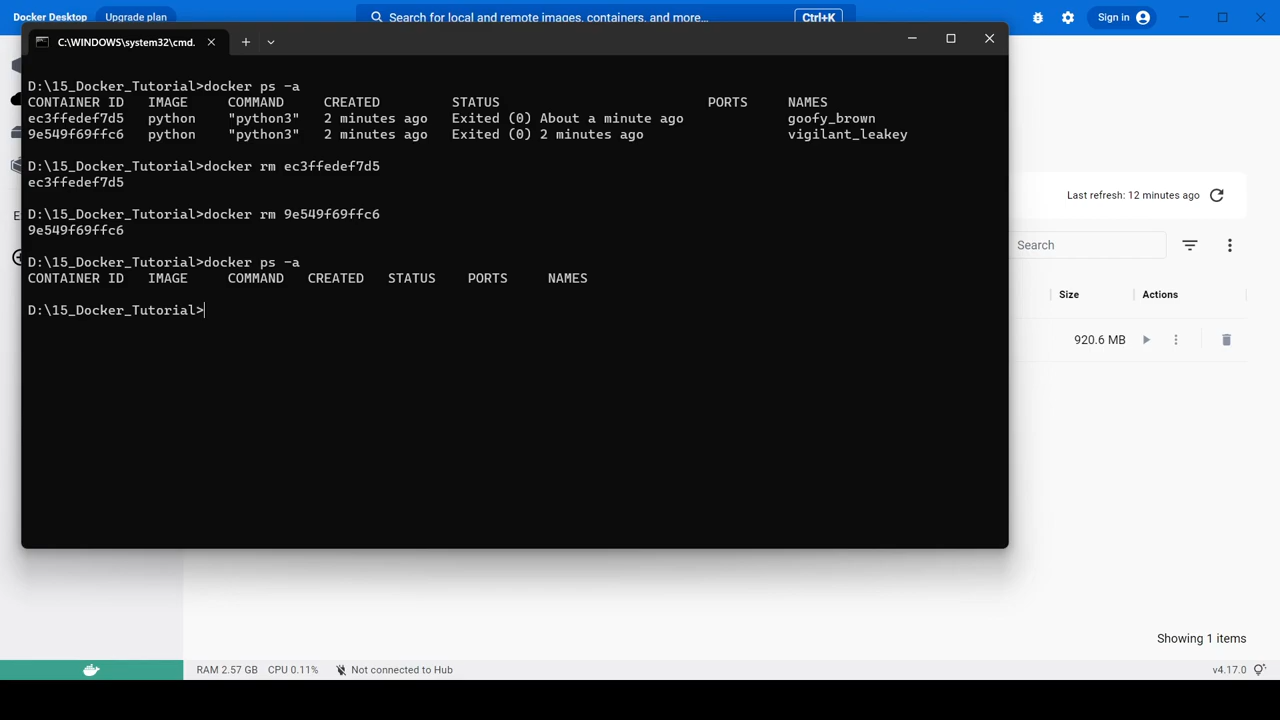 Docker Desktop Upgrade plan Search for local and remote images, containers, and more... Ctrl+K Sign in
C:\WINDOWS\system32\cmd.
D:\15_Docker_Tutorial>docker ps -a
CONTAINER ID IMAGE COMMAND CREATED STATUS PORTS NAMES
ec3ffedef7d5 python "python3" 2 minutes ago Exited (0) About a minute ago goofy_brown
9e549f69ffc6 python "python3" 2 minutes ago Exited (0) 2 minutes ago vigilant_leakey
D:\15_Docker_Tutorial>docker rm ec3ffedef7d5
ec3ffedef7d5
D:\15_Docker_Tutorial>docker rm 9e549f69ffc6
9e549f69ffc6
D:\15_Docker_Tutorial>docker ps -a
CONTAINER ID IMAGE COMMAND CREATED STATUS PORTS NAMES
D:\15_Docker_Tutorial>
Last refresh: 12 minutes ago
Search
Size Actions
920.6 MB
Showing 1 items
RAM 2.57 GB CPU 0.11% Not connected to Hub v4.17.0